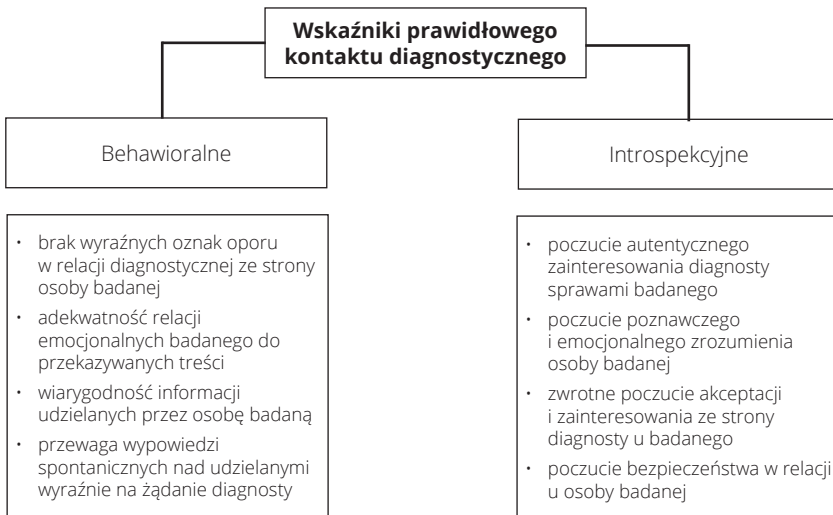 Wskaźniki prawidłowego
kontaktu diagnostycznego
Behawioralne
Introspekcyjne
• brak wyraźnych oznak oporu
w relacji diagnostycznej ze strony
osoby badanej
• adekwatność relacji
emocjonalnych badanego do
przekazywanych treści
• wiarygodność informacji
udzielanych przez osobę badaną
• przewaga wypowiedzi
spontanicznych nad udzielanymi
wyraźnie na żądanie diagnosty
• poczucie autentycznego
zainteresowania diagnosty
sprawami badanego
• poczucie poznawczego
i emocjonalnego zrozumienia
osoby badanej
• zwrotne poczucie akceptacji
i zainteresowania ze strony
diagnosty u badanego
• poczucie bezpieczeństwa w relacji
u osoby badanej